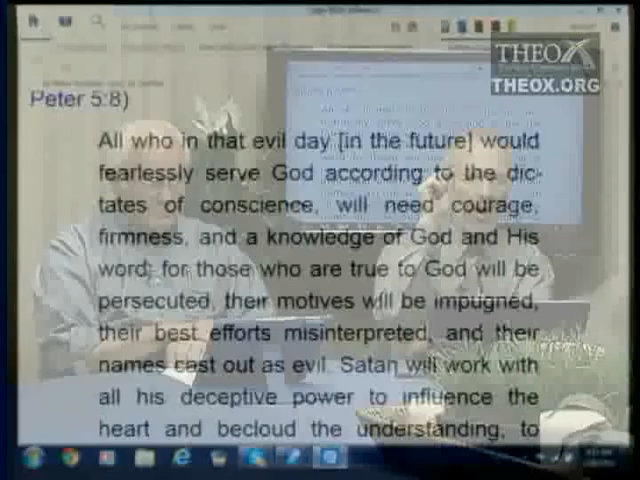 THEOX
THEOX.ORG
Peter 5:8)
All who in that evil day [in the future] would
fearlessly serve God according to the dic-
tates of conscience, will need courage,
firmness, and a knowledge of God and His
word; for those who are true to God will be
persecuted, their motives will be impugned,
their best efforts misinterpreted, and their
names cast out as evil. Satan will work with
all his deceptive power to influence the
heart and becloud the understanding, to